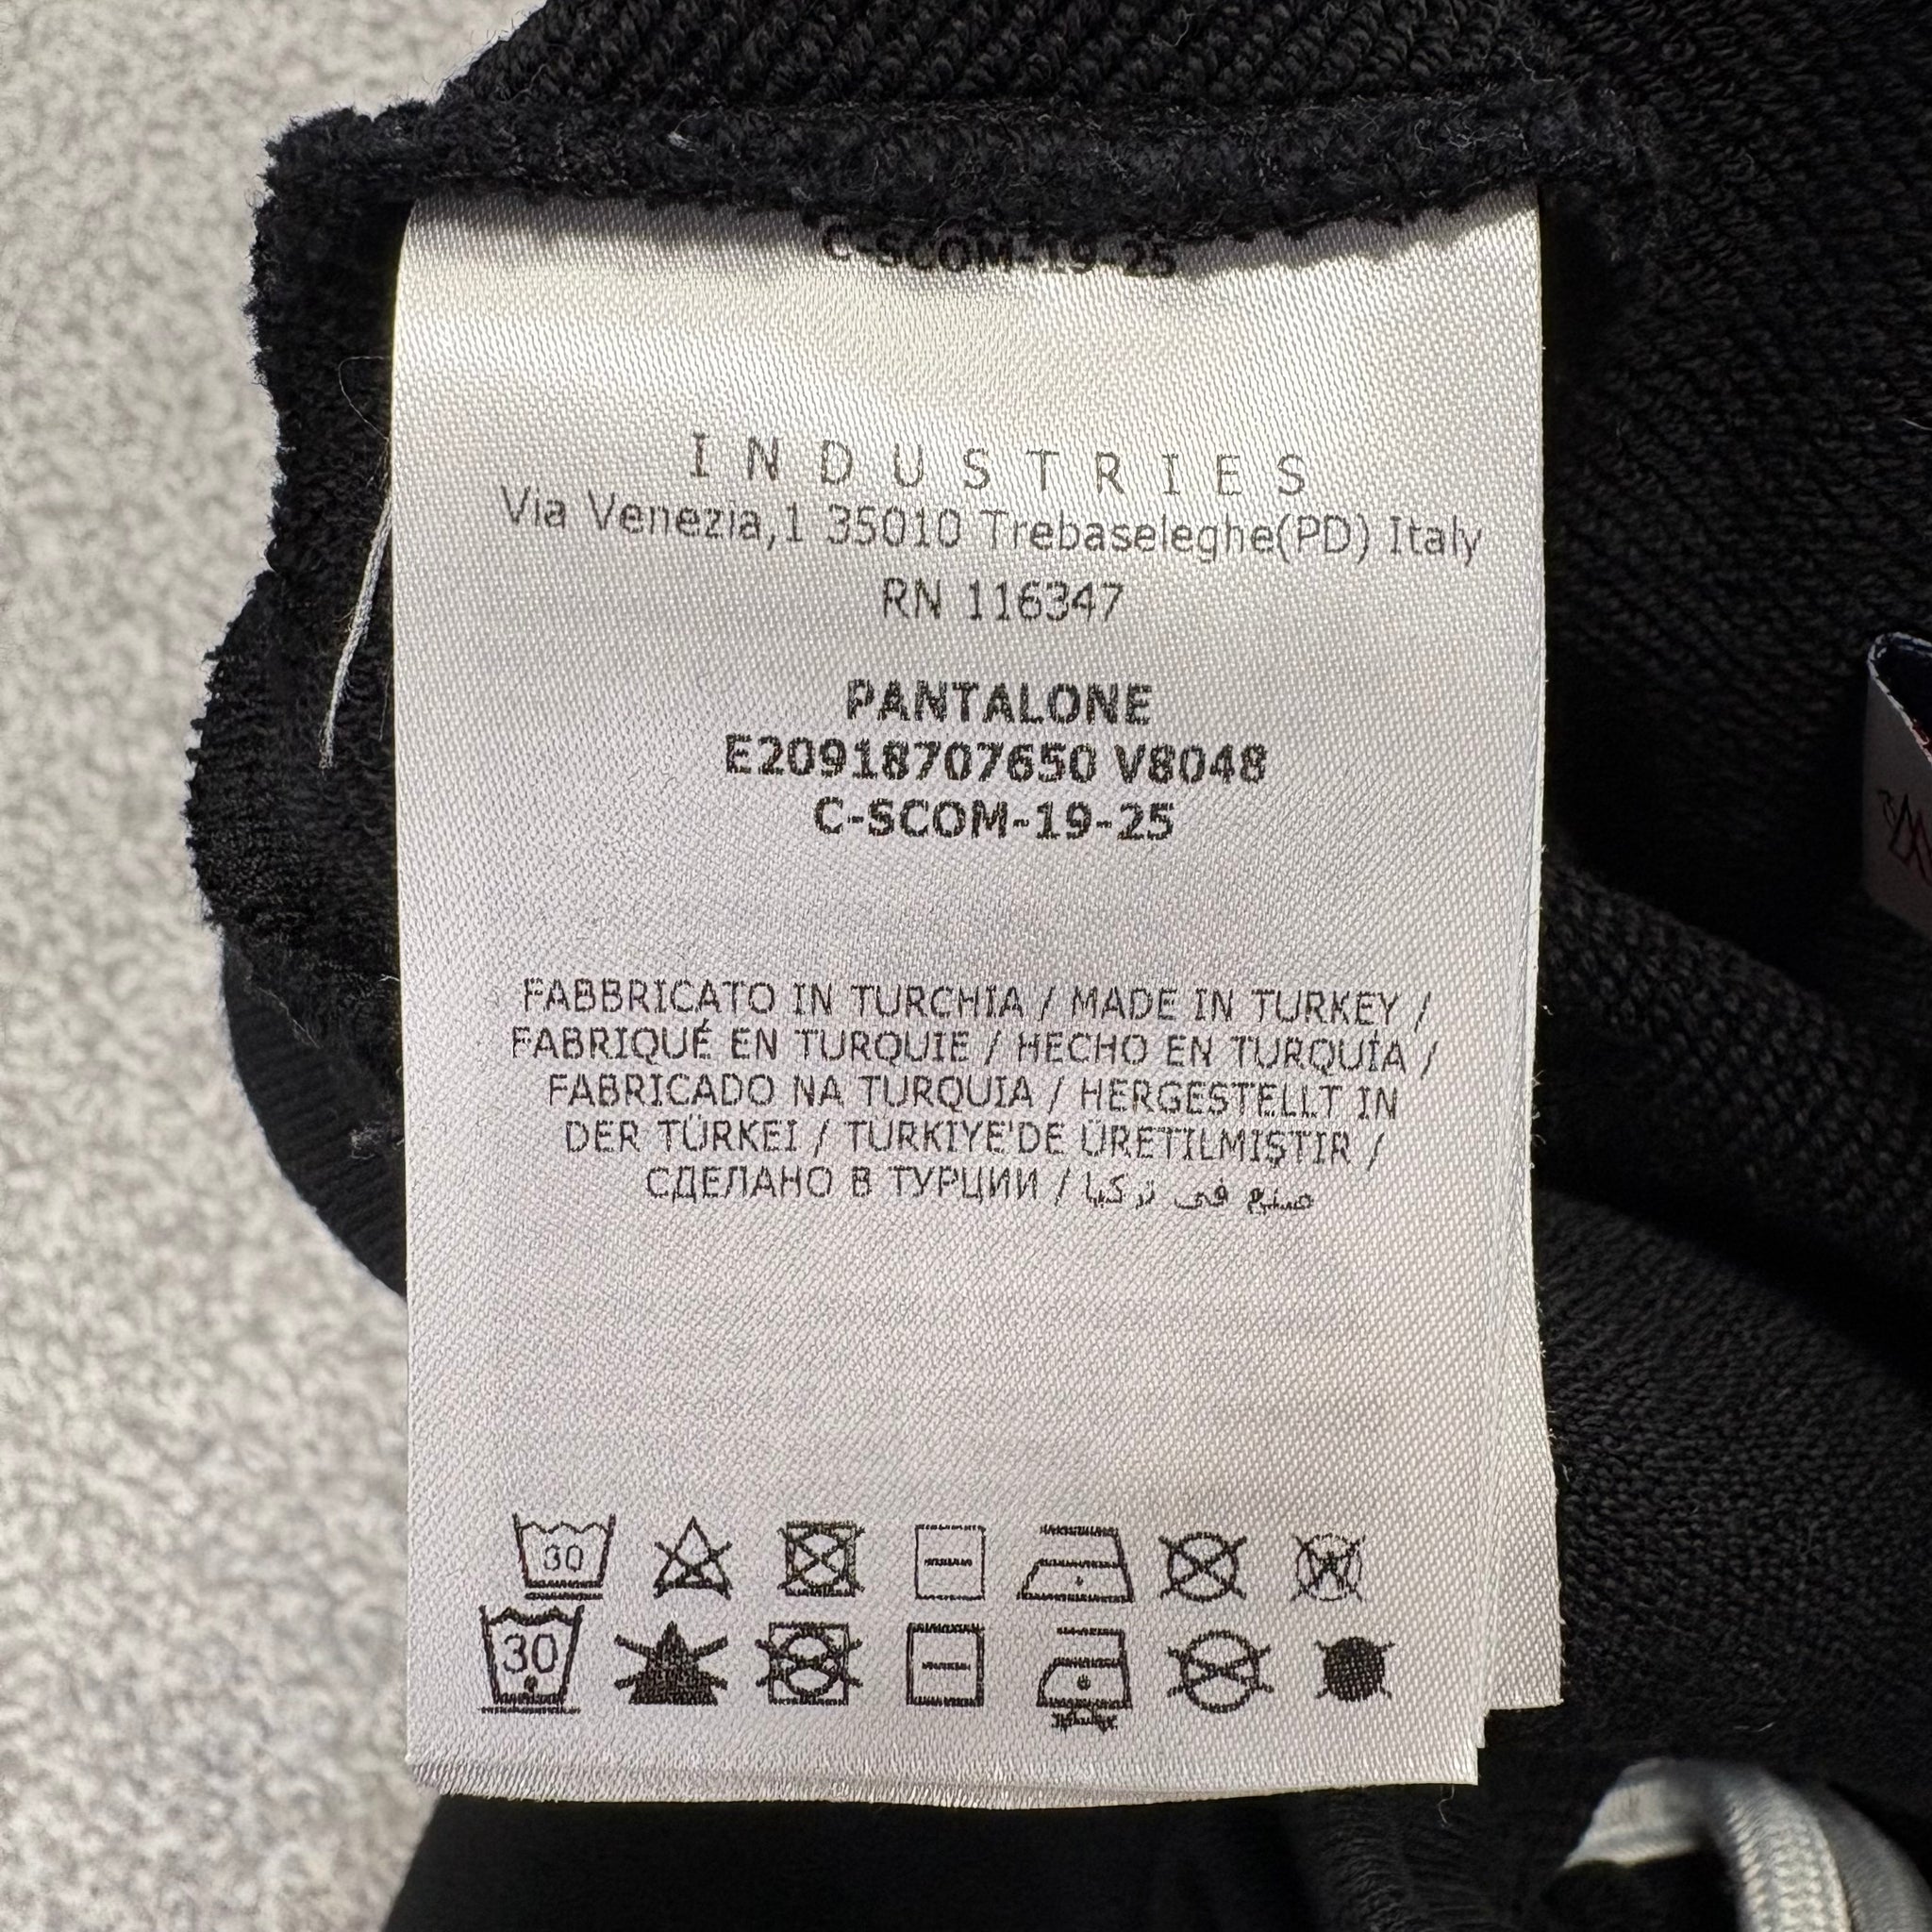 C-SCOM-19-25
INDUSTRIES
Via Venezia,1 35010 Trebaseleghe(PD) Italy
RN 116347
PANTALONE
E20918707650 V8048
C-SCOM-19-25
FABBRICATO IN TURCHIA / MADE IN TURKEY /
FABRIQUÉ EN TURQUIE / HECHO EN TURQUÍA /
FABRICADO NA TURQUIA / HERGESTELLT IN
DER TÜRKEI / TÜRKIYE'DE ÜRETILMIŞTIR /
СДЕЛАНО В ТУРЦИИ / صنع في تركيا
30
30